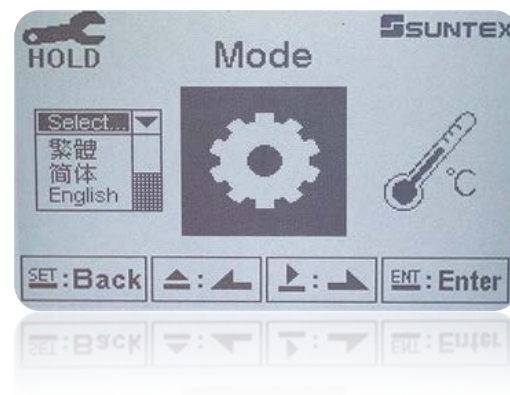 SUNTEX
HOLD
Mode
Select...
繁體
简体
English
°C
SET:Back
ENT:Enter